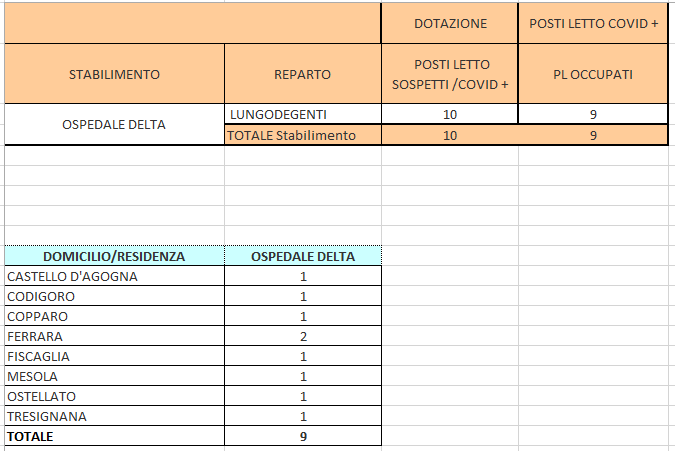 DOTAZIONE POSTI LETTO COVID +
STABILIMENTO REPARTO POSTI LETTO SOSPETTI /COVID + PL OCCUPATI
OSPEDALE DELTA LUNGODEGENTI 10 9
TOTALE Stabilimento 10 9
DOMICILIO/RESIDENZA OSPEDALE DELTA
CASTELLO D'AGOGNA 1
CODIGORO 1
COPPARO 1
FERRARA 2
FISCAGLIA 1
MESOLA 1
OSTELLATO 1
TRESIGNANA 1
TOTALE 9